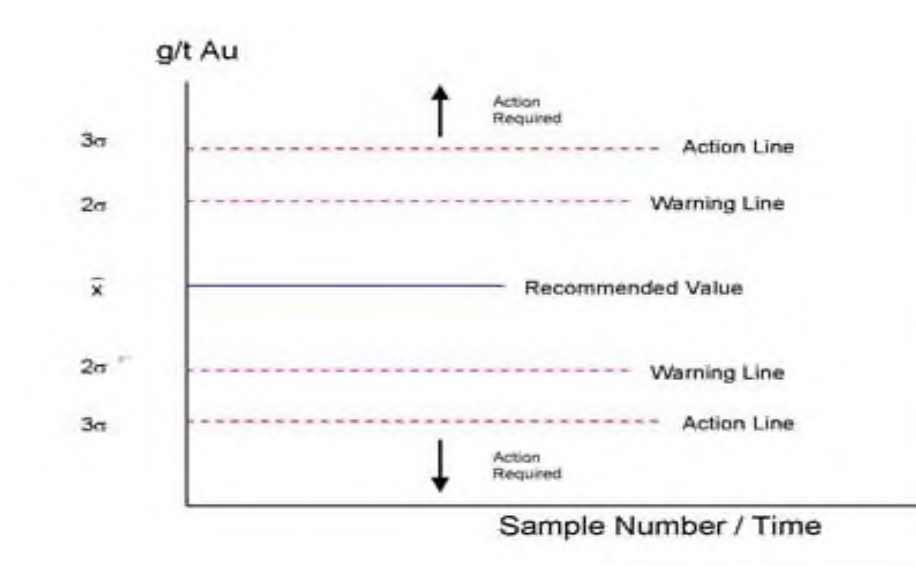 g/t Au
Action
Required
3σ
Action Line
2σ
Warning Line
x̄
Recommended Value
2σ
Warning Line
3σ
Action Line
Action
Required
Sample Number / Time